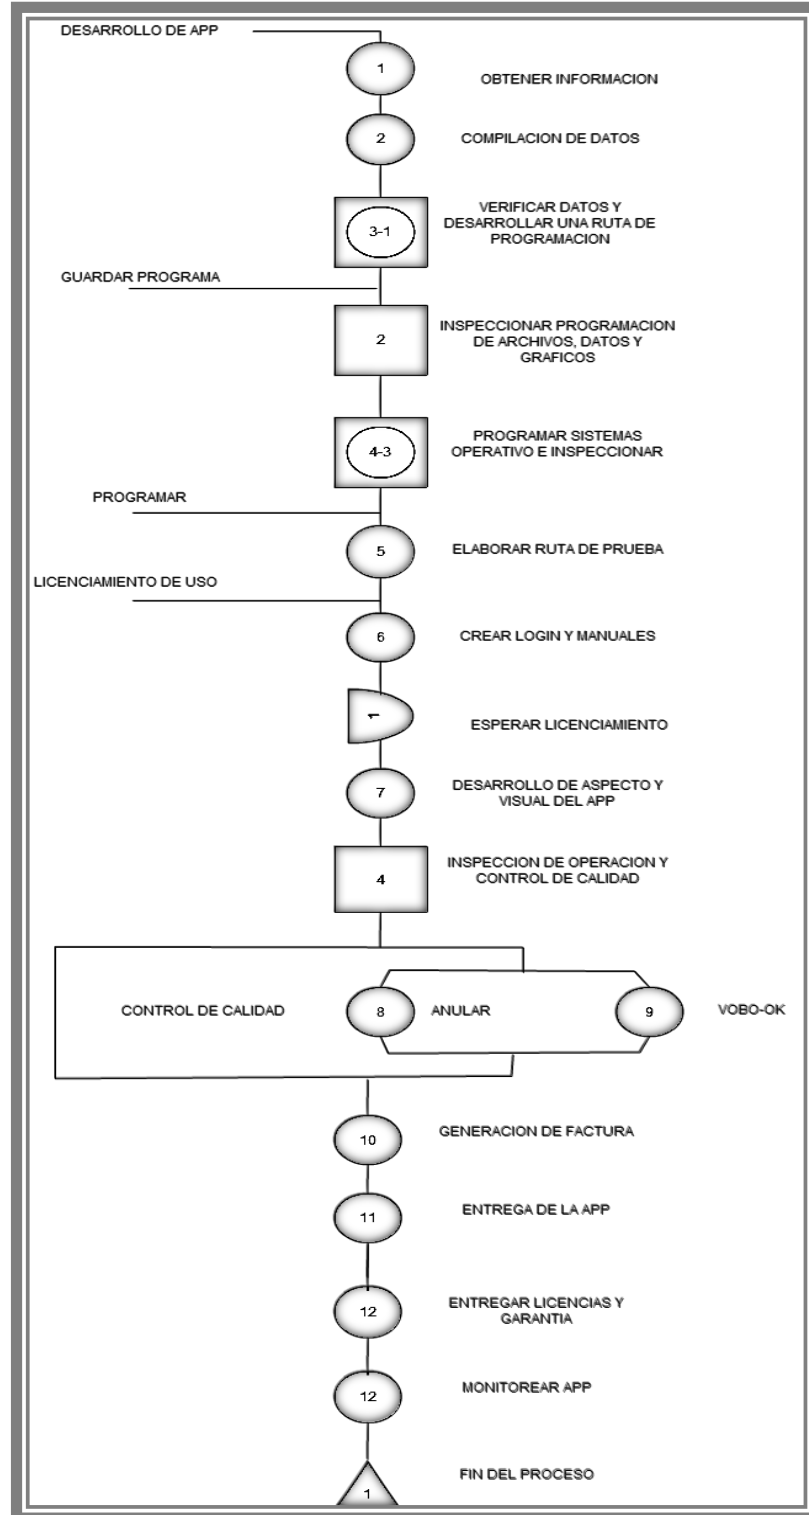 DESARROLLO DE APP
1
OBTENER INFORMACION
2
COMPILACION DE DATOS
3-1
VERIFICAR DATOS Y
DESARROLLAR UNA RUTA DE
PROGRAMACION
GUARDAR PROGRAMA
2
INSPECCIONAR PROGRAMACION
DE ARCHIVOS, DATOS Y
GRAFICOS
4-3
PROGRAMAR SISTEMAS
OPERATIVO E INSPECCIONAR
PROGRAMAR
5
ELABORAR RUTA DE PRUEBA
LICENCIAMIENTO DE USO
6
CREAR LOGIN Y MANUALES
1
ESPERAR LICENCIAMIENTO
7
DESARROLLO DE ASPECTO Y
VISUAL DEL APP
4
INSPECCION DE OPERACION Y
CONTROL DE CALIDAD
CONTROL DE CALIDAD
8
ANULAR
9
VOBO-OK
10
GENERACION DE FACTURA
11
ENTREGA DE LA APP
12
ENTREGAR LICENCIAS Y
GARANTIA
12
MONITOREAR APP
1
FIN DEL PROCESO